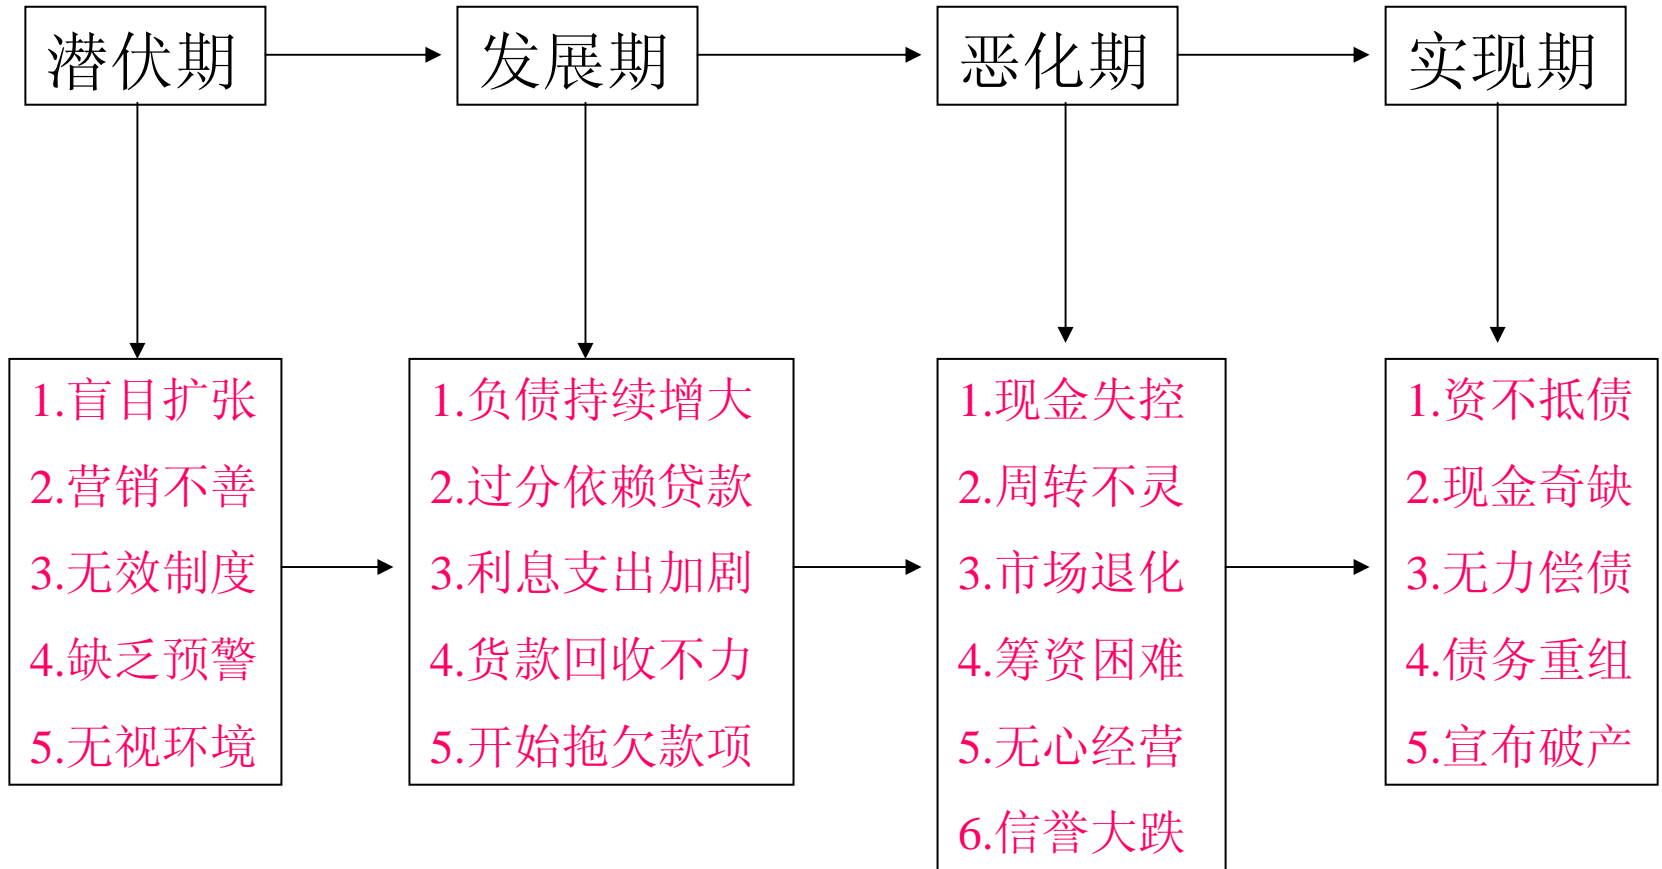 潜伏期
发展期
恶化期
实现期
1.盲目扩张
2.营销不善
3.无效制度
4.缺乏预警
5.无视环境
1.负债持续增大
2.过分依赖贷款
3.利息支出加剧
4.货款回收不力
5.开始拖欠款项
1.现金失控
2.周转不灵
3.市场退化
4.筹资困难
5.无心经营
6.信誉大跌
1.资不抵债
2.现金奇缺
3.无力偿债
4.债务重组
5.宣布破产